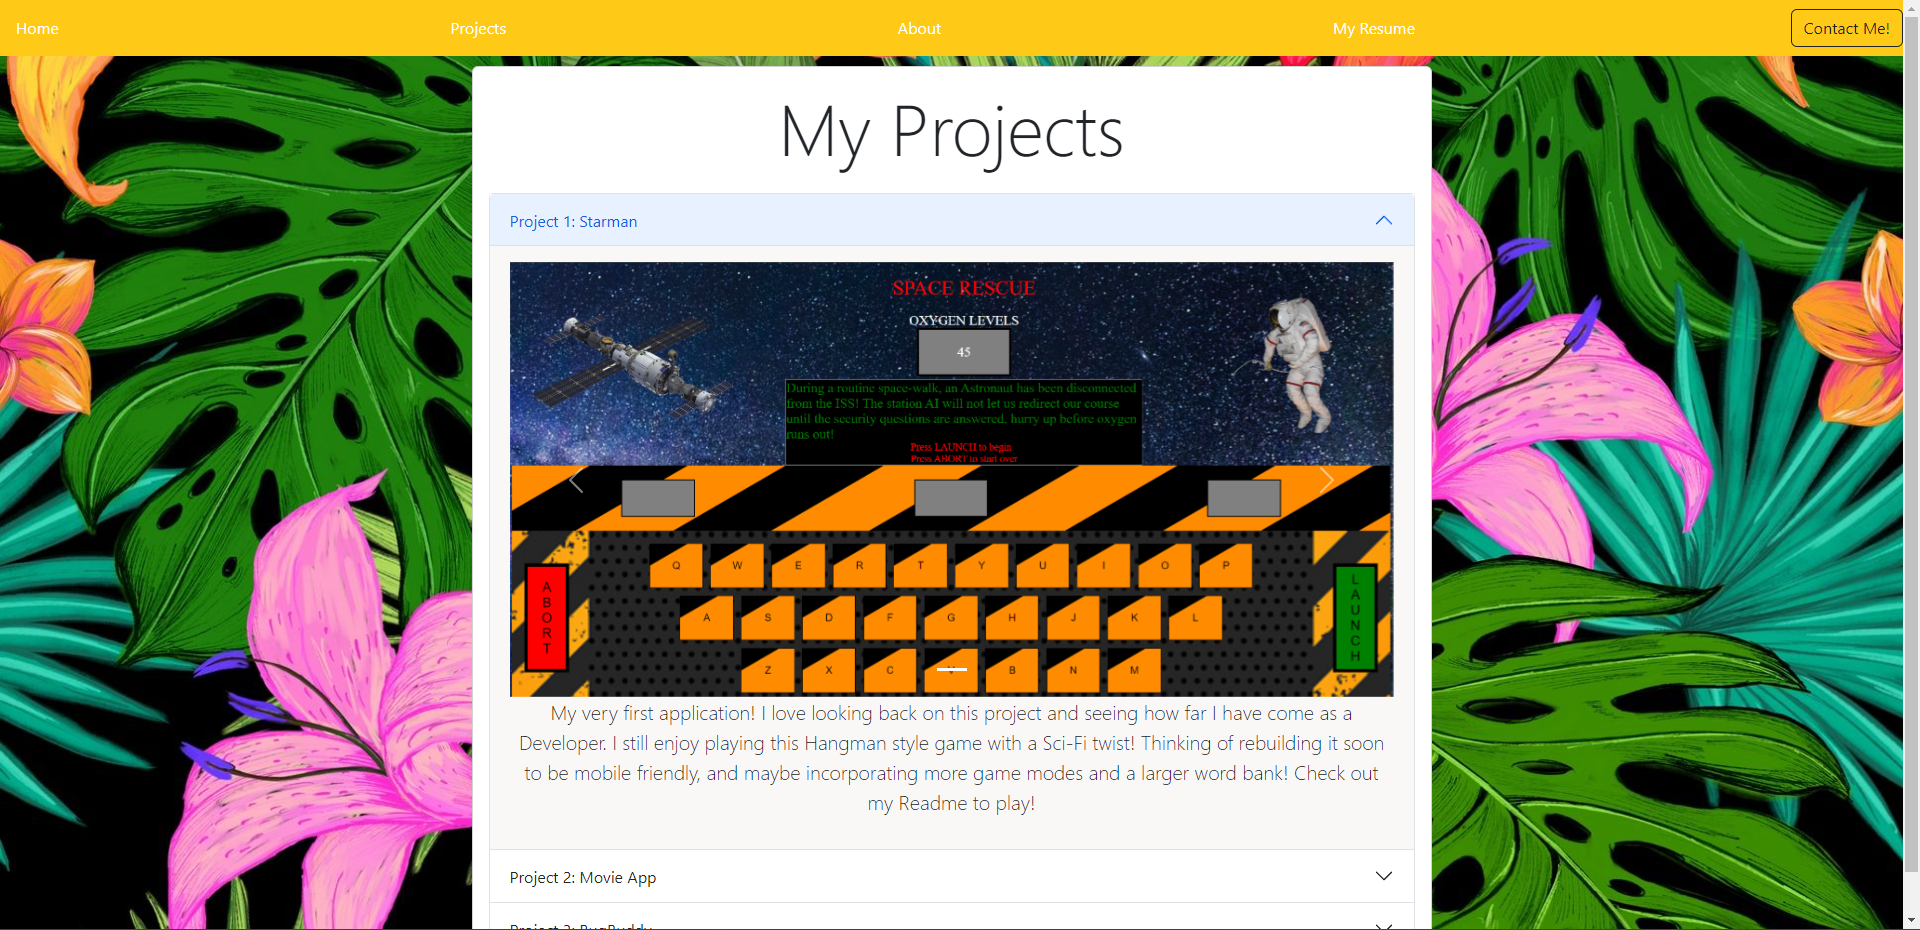 Home Projects About My Resume Contact Me!
My Projects
Project 1: Starman
SPACE RESCUE
OXYGEN LEVELS
45
During a routine space-walk, an Astronaut has been disconnected
from the ISS! The station AI will not let us redirect our course
until the security questions are answered, hurry up before oxygen
runs out!
Press LAUNCH to begin
Press ABORT to start over
ABORT
Q W E R T Y U I O P
A S D F G H J K L
Z X C V B N M
LAUNCH
My very first application! I love looking back on this project and seeing how far I have come as a
Developer. I still enjoy playing this Hangman style game with a Sci-Fi twist! Thinking of rebuilding it soon
to be mobile friendly, and maybe incorporating more game modes and a larger word bank! Check out
my Readme to play!
Project 2: Movie App
Project 3: BugBuddy